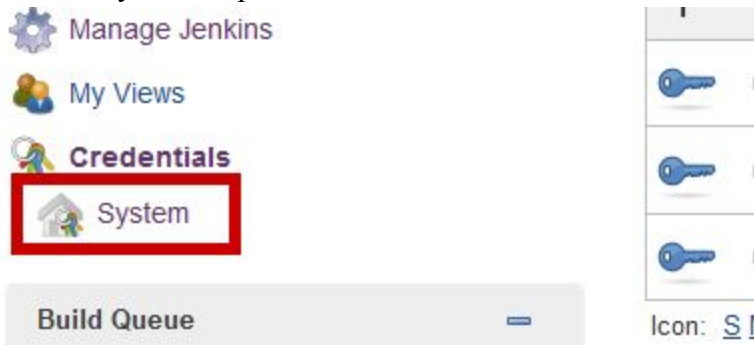 Manage Jenkins
My Views
Credentials
System
Build Queue
Icon: S